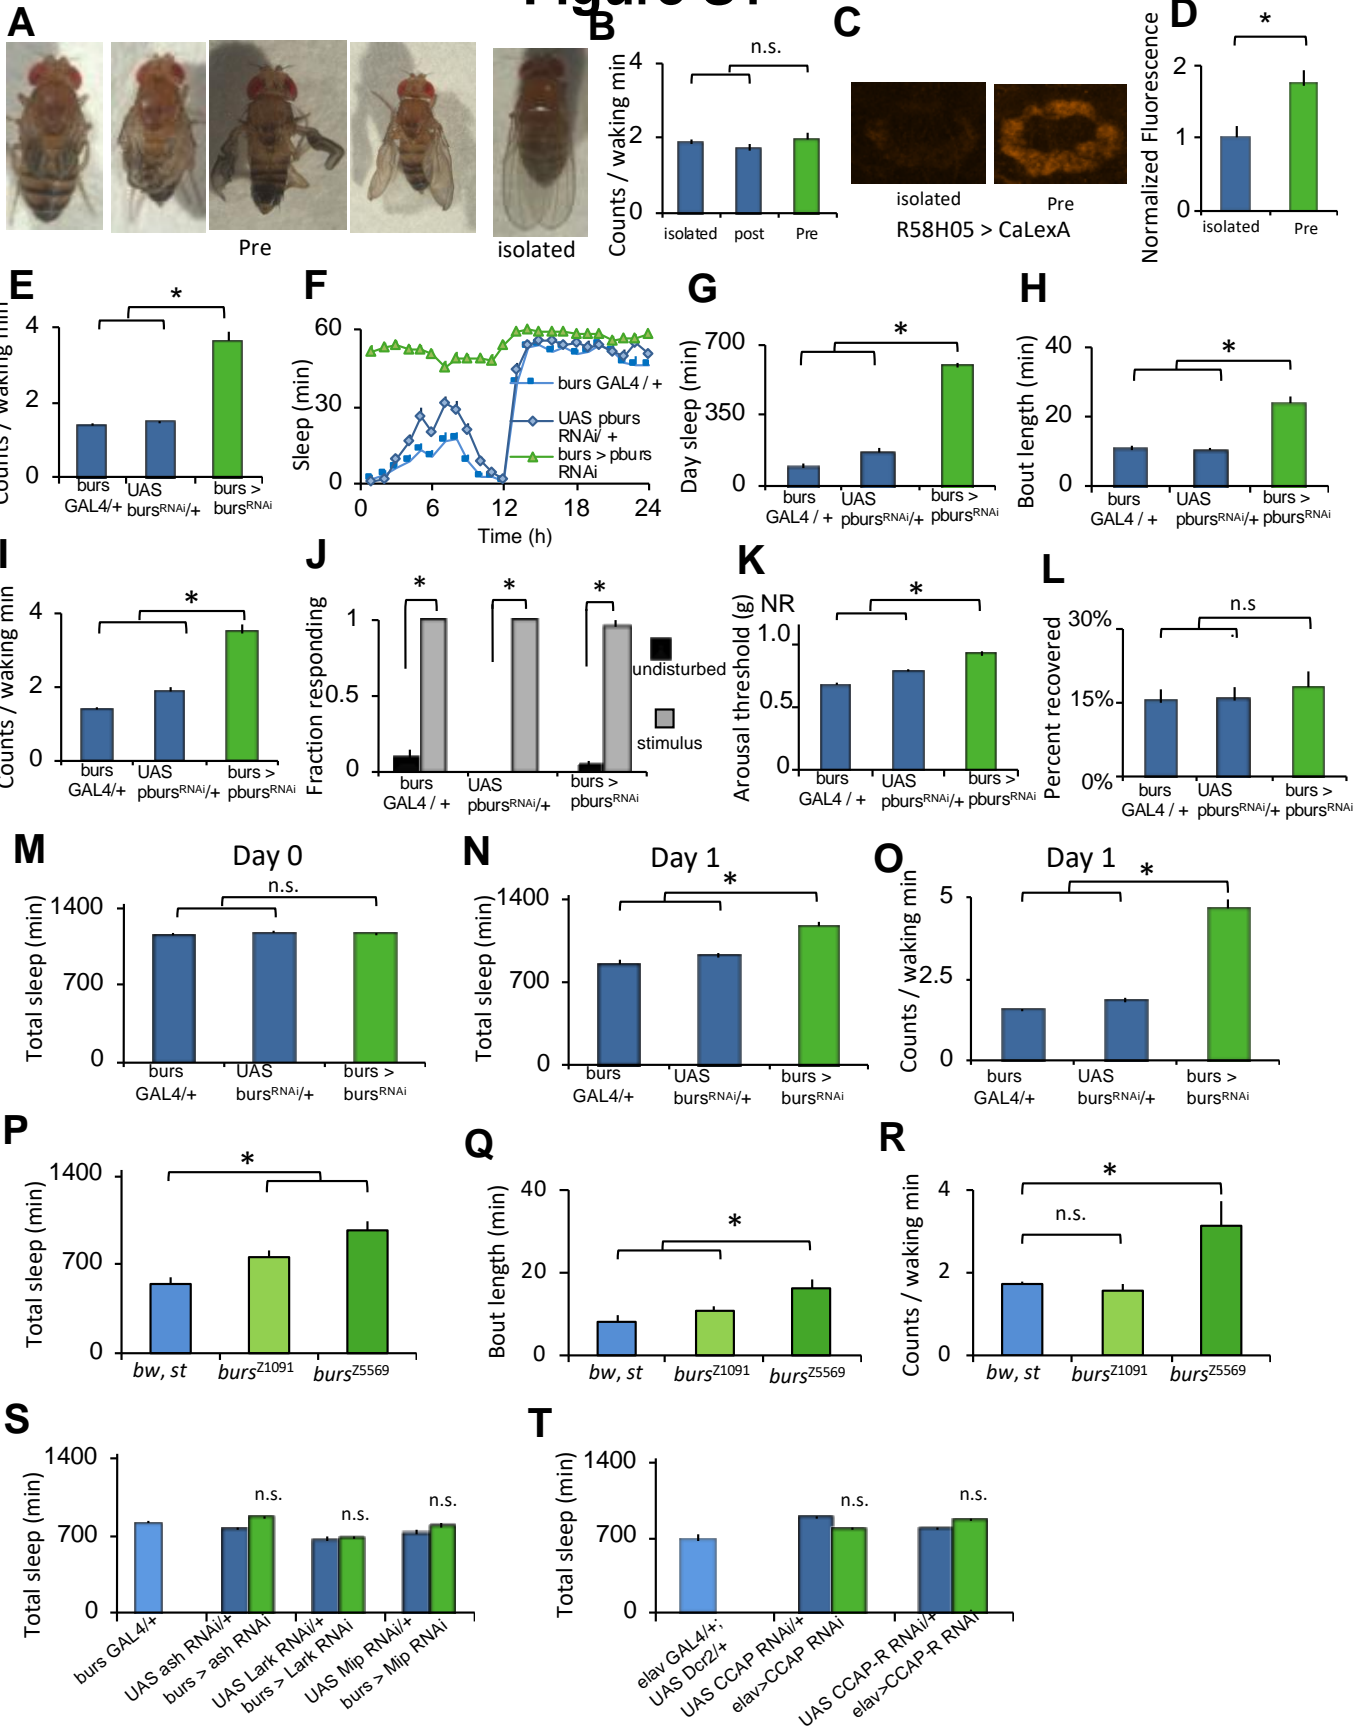 A
B
C
D
Pre
isolated
Counts / waking min
4
2
0
n.s.
isolated
post
Pre
isolated
Pre
R58H05 > CaLexA
Normalized Fluorescence
2
1
0
*
isolated
Pre
E
Counts / waking min
4
2
0
*
burs GAL4/+
UAS bursRNAi/+
burs > bursRNAi
F
Sleep (min)
60
30
0
0 6 12 18 24
Time (h)
burs GAL4 / +
UAS pburs RNAi/ +
burs > pburs RNAi
G
Day sleep (min)
700
350
0
*
burs GAL4 / +
UAS pbursRNAi/+
burs > pbursRNAi
H
Bout length (min)
40
20
0
*
burs GAL4 / +
UAS pbursRNAi/+
burs > pbursRNAi
I
Counts / waking min
4
2
0
*
burs GAL4/+
UAS pbursRNAi/+
burs > pbursRNAi
J
Fraction responding
1
0.5
0
* * *
undisturbed
stimulus
burs GAL4 / +
UAS pbursRNAi/+
burs > pbursRNAi
K
Arousal threshold (g)
NR
1.0
0.5
0
*
burs GAL4 / +
UAS pbursRNAi/+
burs > pbursRNAi
L
Percent recovered
30%
15%
0%
n.s
burs GAL4 / +
UAS pbursRNAi/+
burs > pbursRNAi
M
Day 0
Total sleep (min)
1400
700
0
n.s.
burs GAL4/+
UAS bursRNAi/+
burs > bursRNAi
N
Day 1
Total sleep (min)
1400
700
0
*
burs GAL4/+
UAS bursRNAi/+
burs > bursRNAi
O
Day 1
Counts / waking min
5
2.5
0
*
burs GAL4/+
UAS bursRNAi/+
burs > bursRNAi
P
Total sleep (min)
1400
700
0
*
bw, st
bursZ1091
bursZ5569
Q
Bout length (min)
40
20
0
*
bw, st
bursZ1091
bursZ5569
R
Counts / waking min
4
2
0
*
n.s.
bw, st
bursZ1091
bursZ5569
S
Total sleep (min)
1400
700
0
n.s.
n.s.
n.s.
burs GAL4/+
UAS ash RNAi/+
burs > ash RNAi
UAS Lark RNAi/+
burs > Lark RNAi
UAS Mip RNAi/+
burs > Mip RNAi
T
Total sleep (min)
1400
700
0
n.s.
n.s.
elav GAL4/+;
UAS Dcr2/+
UAS CCAP RNAi/+
elav>CCAP RNAi
UAS CCAP-R RNAi/+
elav>CCAP-R RNAi